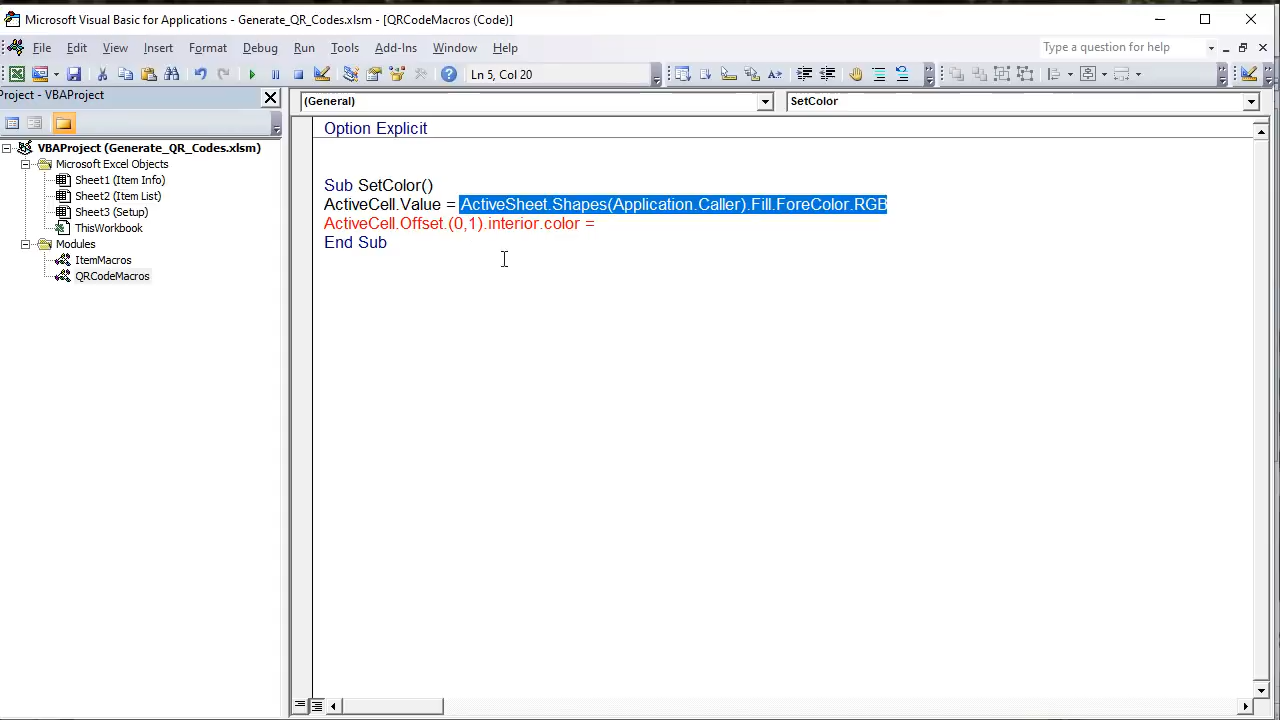 Microsoft Visual Basic for Applications - Generate_QR_Codes.xlsm - [QRCodeMacros (Code)]
File Edit View Insert Format Debug Run Tools Add-Ins Window Help Type a question for help
Ln 5, Col 20
Project - VBAProject
(General) SetColor
VBAProject (Generate_QR_Codes.xlsm)
Microsoft Excel Objects
Sheet1 (Item Info)
Sheet2 (Item List)
Sheet3 (Setup)
ThisWorkbook
Modules
ItemMacros
QRCodeMacros
Option Explicit
Sub SetColor()
ActiveCell.Value = ActiveSheet.Shapes(Application.Caller).Fill.ForeColor.RGB
ActiveCell.Offset.(0,1).interior.color =
End Sub